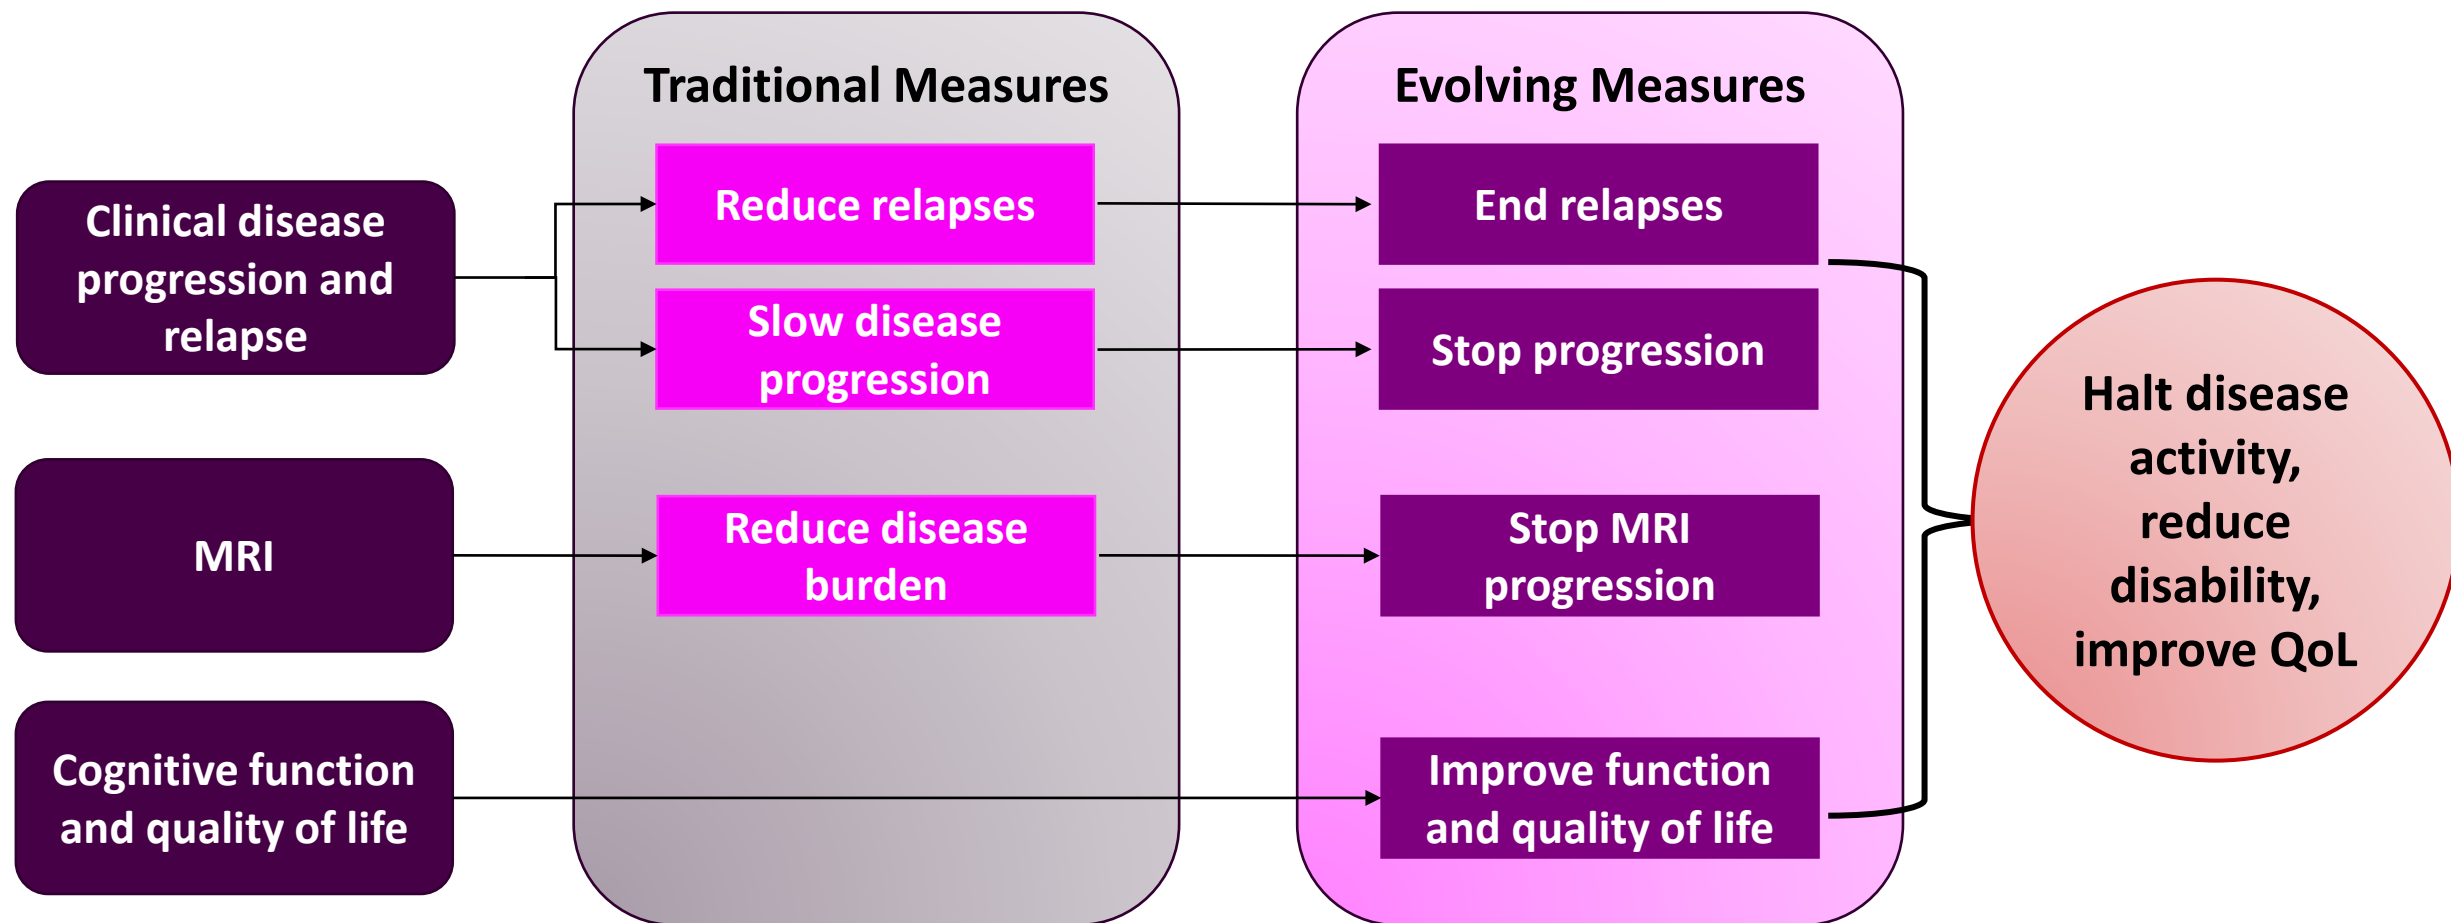 Traditional Measures
Evolving Measures
Clinical disease
progression and
relapse
Reduce relapses
End relapses
Slow disease
progression
Stop progression
MRI
Reduce disease
burden
Stop MRI
progression
Cognitive function
and quality of life
Improve function
and quality of life
Halt disease
activity,
reduce
disability,
improve QoL